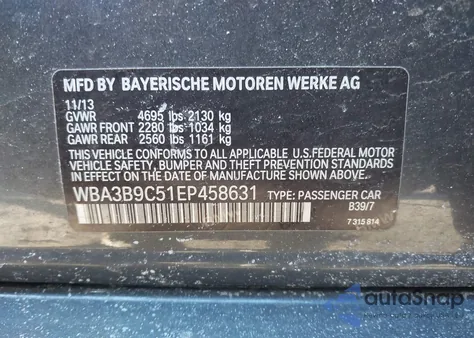 MFD BY BAYERISCHE MOTOREN WERKE AG
11/13
GVWR 4695 lbs 2130 kg
GAWR FRONT 2280 lbs 1034 kg
GAWR REAR 2560 lbs 1161 kg
THIS VEHICLE CONFORMS TO ALL APPLICABLE U.S.FEDERAL MOTOR
VEHICLE SAFETY, BUMPER AND THEFT PREVENTION STANDARDS
IN EFFECT ON THE DATE OF MANUFACTURE SHOWN ABOVE.
WBA3B9C51EP458631 TYPE: PASSENGER CAR
B39/7
7 315 814
autoSnap